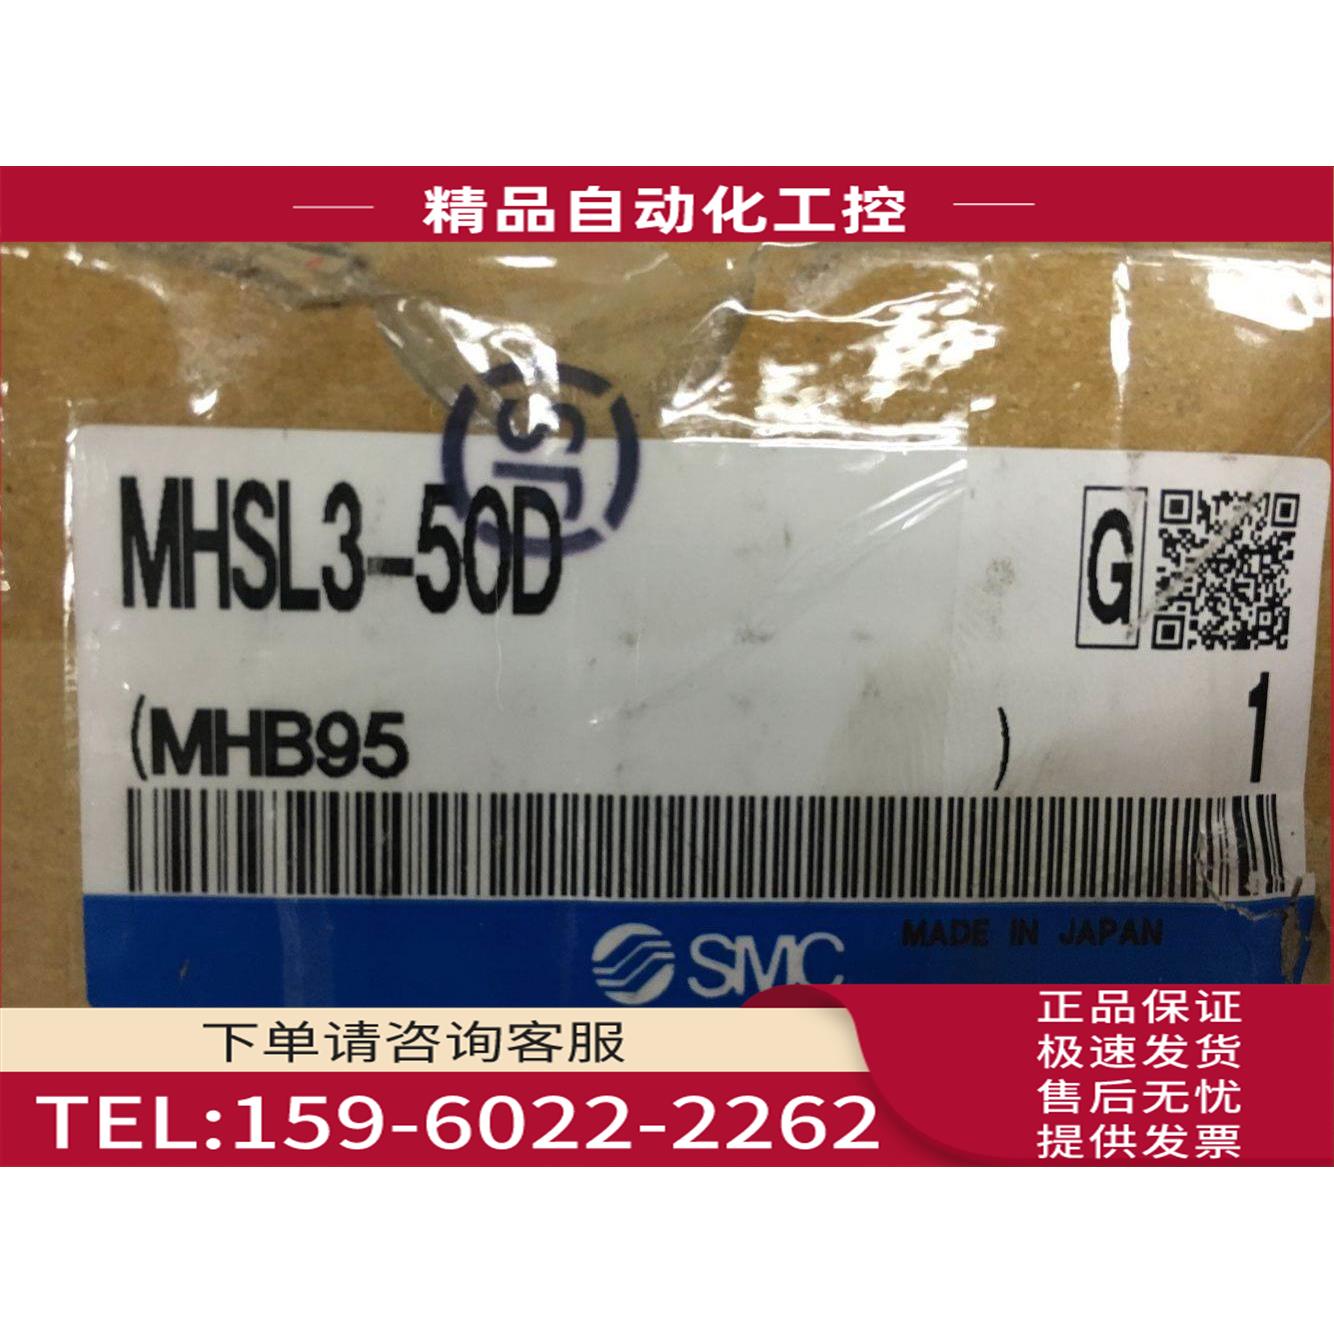 精品自动化工控
MHSL3-50D
G
(MHB95 )
1
SMC
MADE IN JAPAN
下单请咨询客服
TEL:159-6022-2262
正品保证
极速发货
售后无忧
提供发票